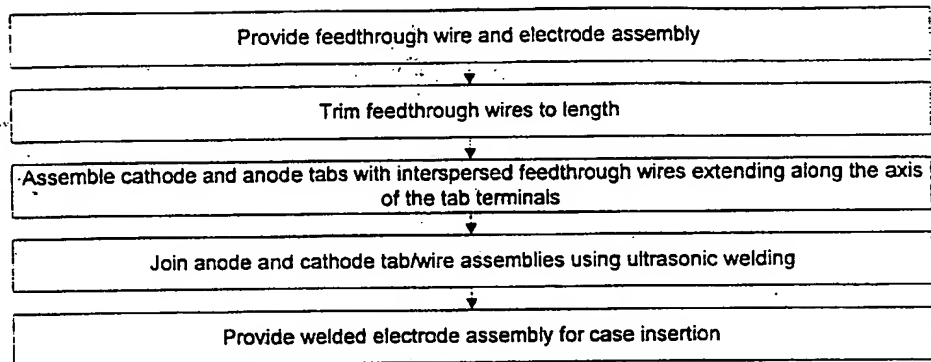 Provide feedthrough wire and electrode assembly
Trim feedthrough wires to length
Assemble cathode and anode tabs with interspersed feedthrough wires extending along the axis
of the tab terminals
Join anode and cathode tab/wire assemblies using ultrasonic welding
Provide welded electrode assembly for case insertion